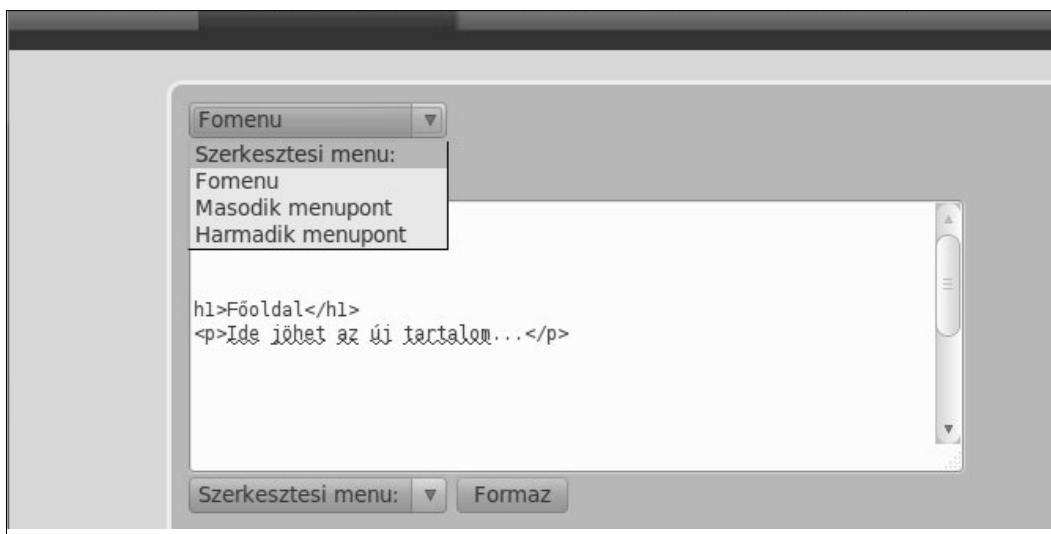 Fomenu
Szerkesztesi menu:
Fomenu
Masodik menupont
Harmadik menupont
h1>Főoldal</h1>
<p>Ide jöhet az új tartalom...</p>
Szerkesztesi menu:
Formaz